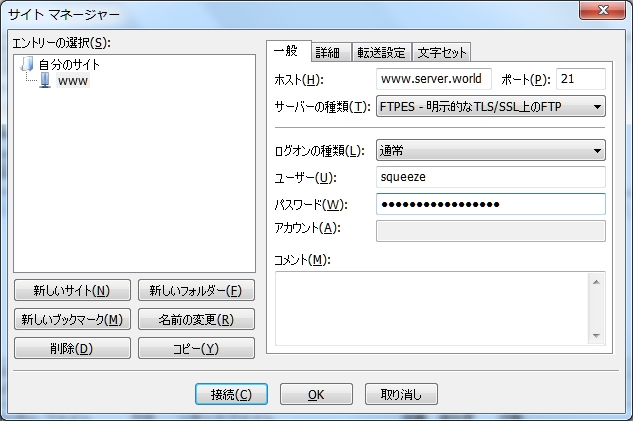 サイト マネージャー
エントリーの選択(S):
自分のサイト
www
新しいサイト(N)
新しいフォルダー(F)
新しいブックマーク(M)
名前の変更(R)
削除(D)
コピー(Y)
一般
詳細
転送設定
文字セット
ホスト(H):
www.server.world
ポート(P):
21
サーバーの種類(T):
FTPES - 明示的なTLS/SSL上のFTP
ログオンの種類(L):
通常
ユーザー(U):
squeeze
パスワード(W):
●●●●●●●●●●●●●●●●●
アカウント(A):
コメント(M):
接続(C)
OK
取り消し